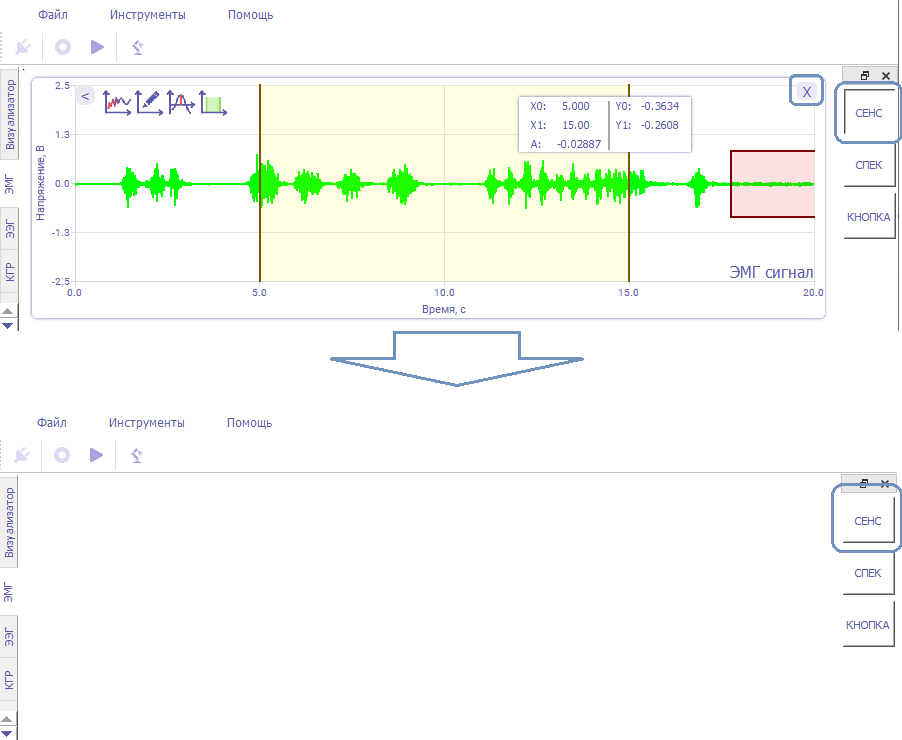 Файл Инструменты Помощь
Визуализатор
ЭМГ
ЭЭГ
КГР
<
X
X0: 5.000 Y0: -0.3634
X1: 15.00 Y1: -0.2608
A: -0.02887
2.5
1.3
0.0
-1.3
-2.5
Напряжение, В
0.0 5.0 10.0 15.0 20.0
Время, с
ЭМГ сигнал
СЕНС
СПЕК
КНОПКА
Файл Инструменты Помощь
Визуализатор
ЭМГ
ЭЭГ
КГР
СЕНС
СПЕК
КНОПКА